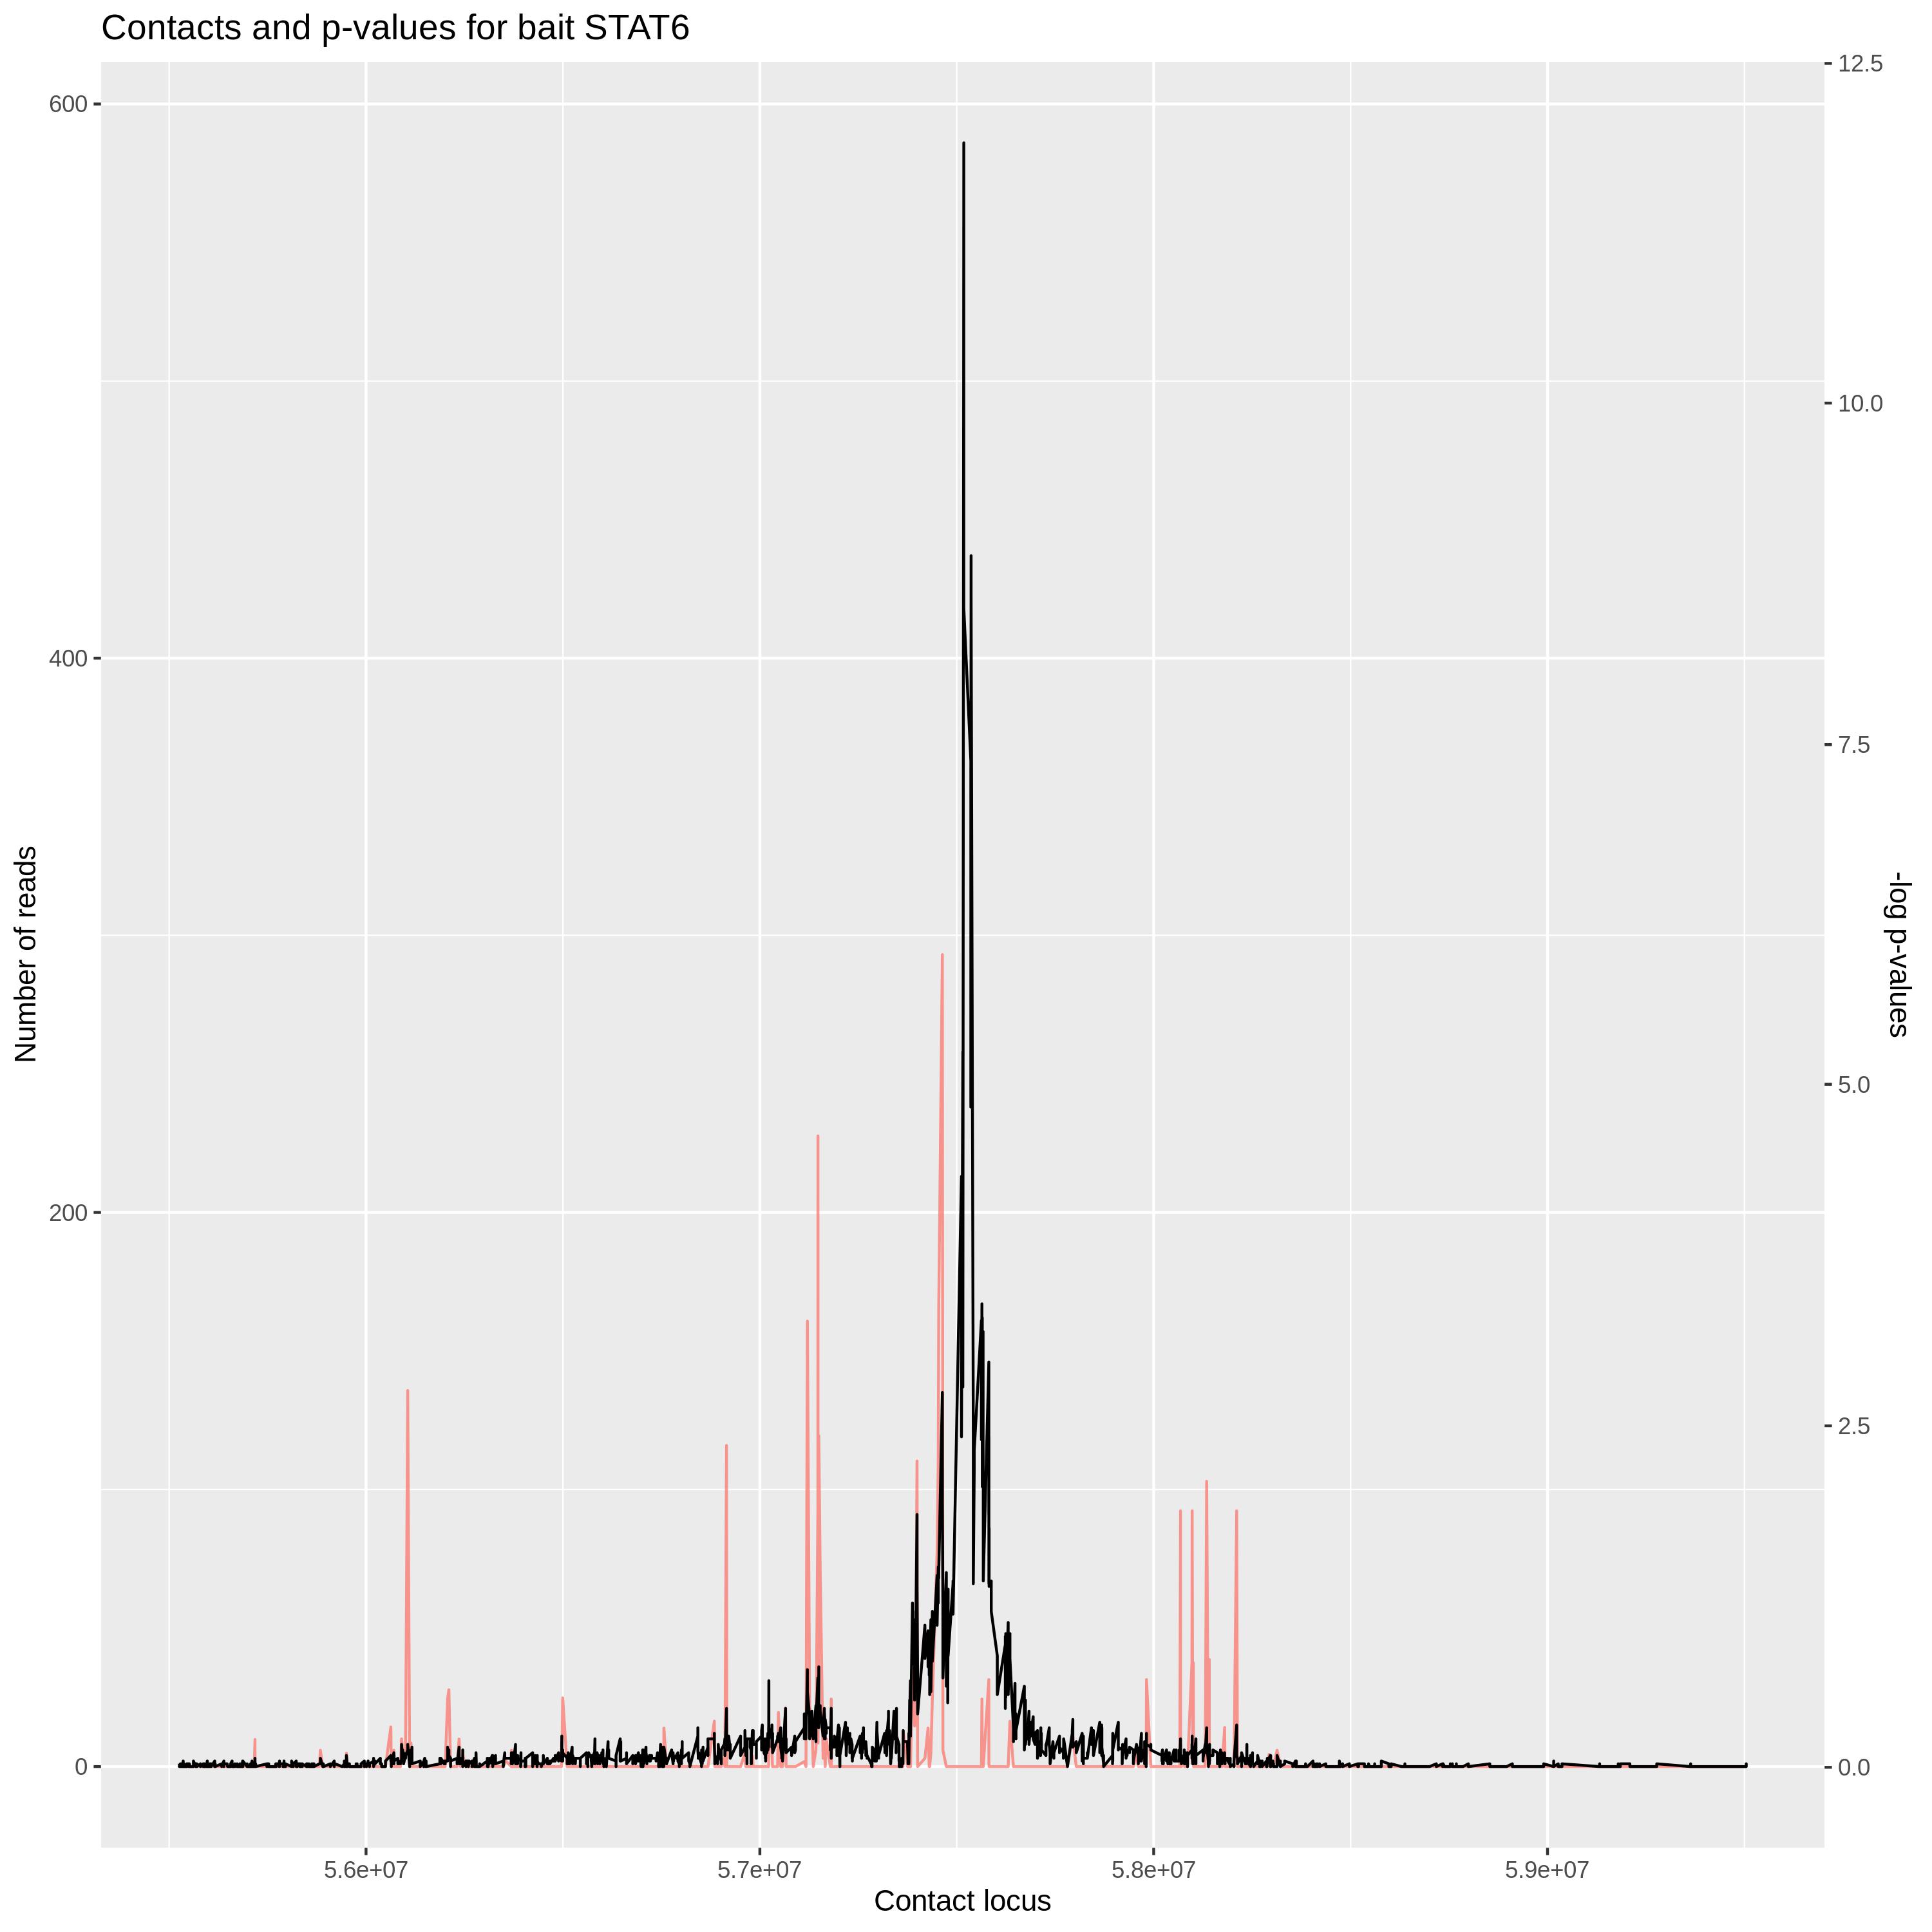 Contacts and p-values for bait STAT6
600
400
200
0
Number of reads
12.5
10.0
7.5
5.0
2.5
0.0
-log p-values
5.6e+07
5.7e+07
5.8e+07
5.9e+07
Contact locus